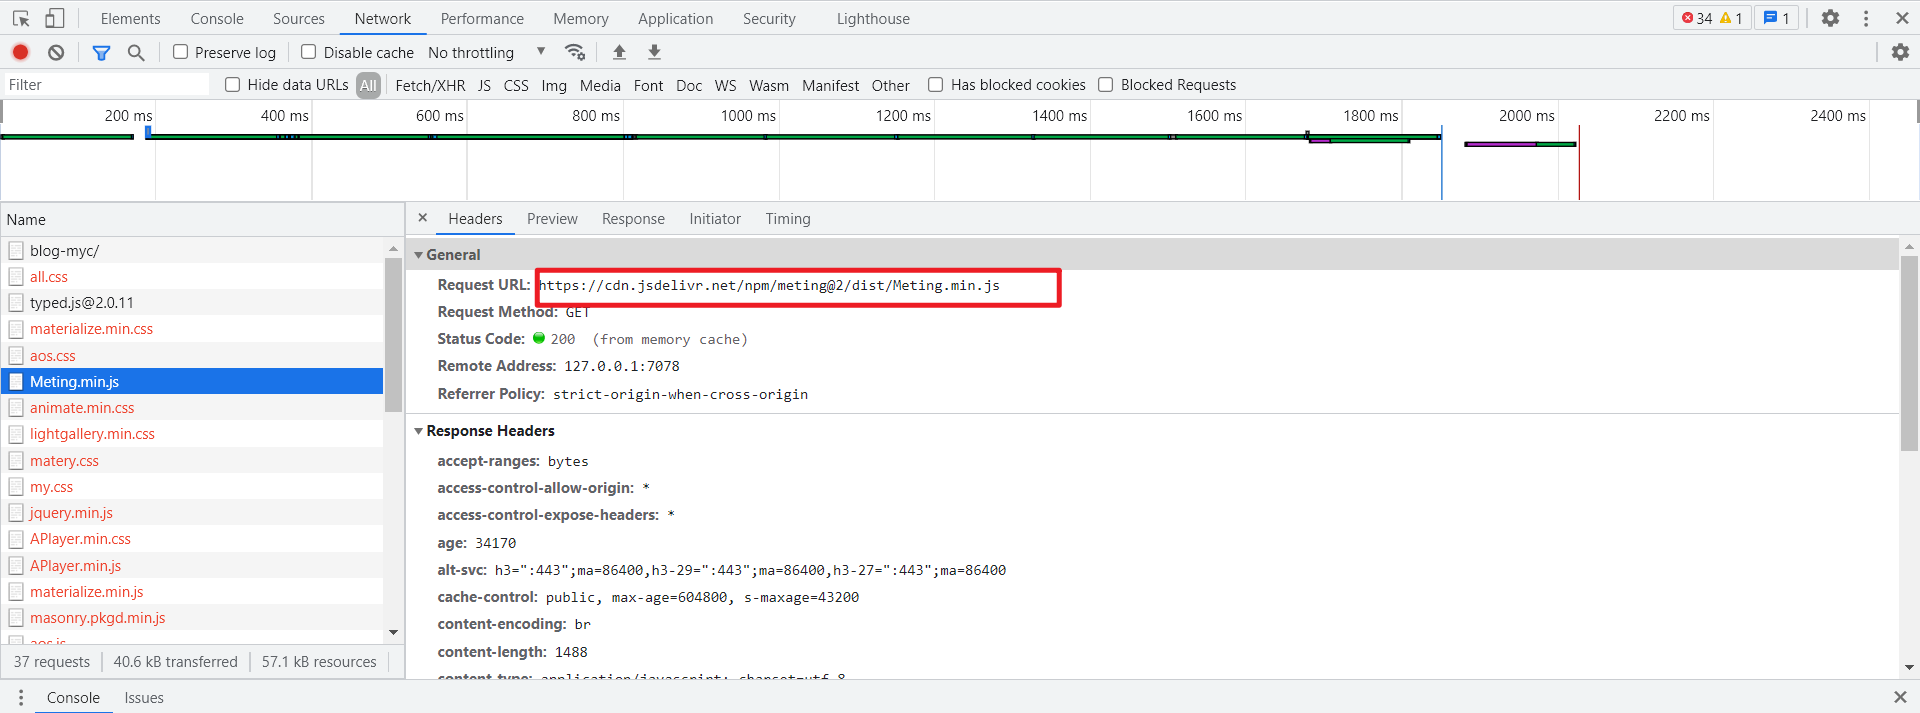 Elements Console Sources Network Performance Memory Application Security Lighthouse 34 1 1
Preserve log Disable cache No throttling
Filter Hide data URLs All Fetch/XHR JS CSS Img Media Font Doc WS Wasm Manifest Other Has blocked cookies Blocked Requests
200 ms 400 ms 600 ms 800 ms 1000 ms 1200 ms 1400 ms 1600 ms 1800 ms 2000 ms 2200 ms 2400 ms
Name
blog-myc/
all.css
typed.js@2.0.11
materialize.min.css
aos.css
Meting.min.js
animate.min.css
lightgallery.min.css
matery.css
my.css
jquery.min.js
APlayer.min.css
APlayer.min.js
materialize.min.js
masonry.pkgd.min.js
aos.js
37 requests 40.6 kB transferred 57.1 kB resources
Headers Preview Response Initiator Timing
General
Request URL: https://cdn.jsdelivr.net/npm/meting@2/dist/Meting.min.js
Request Method: GET
Status Code: 200 (from memory cache)
Remote Address: 127.0.0.1:7078
Referrer Policy: strict-origin-when-cross-origin
Response Headers
accept-ranges: bytes
access-control-allow-origin: *
access-control-expose-headers: *
age: 34170
alt-svc: h3=":443";ma=86400,h3-29=":443";ma=86400,h3-27=":443";ma=86400
cache-control: public, max-age=604800, s-maxage=43200
content-encoding: br
content-length: 1488
content-type: application/javascript; charset=utf-8
Console Issues